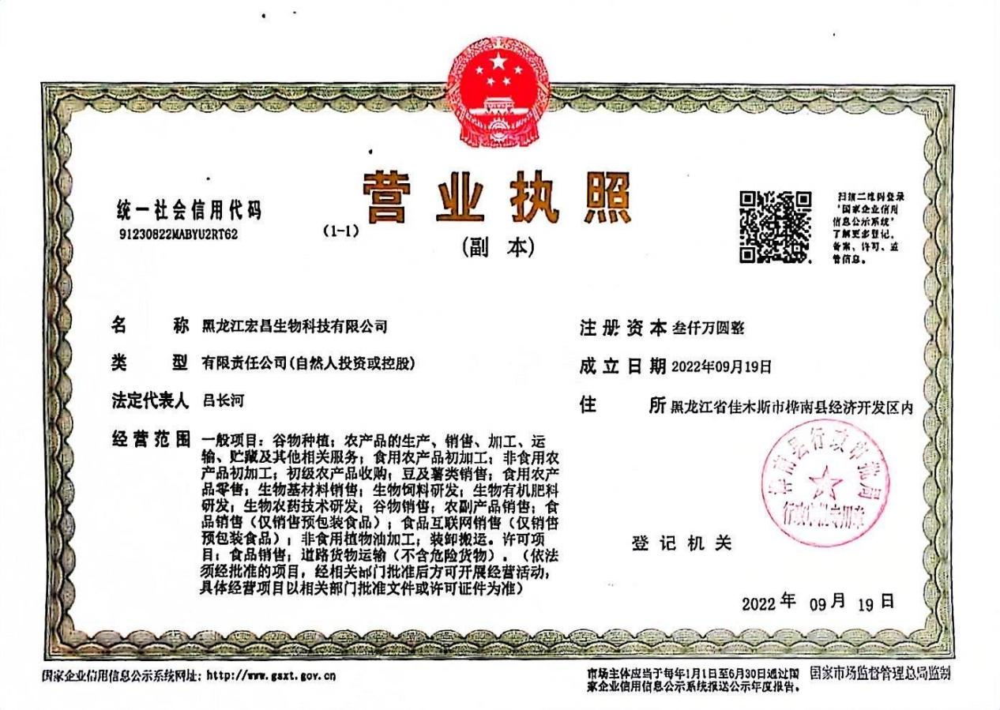 营业执照
(副 本)
(1-1)
统一社会信用代码
91230822MABYU2RT62
扫描二维码登录
"国家企业信用
信息公示系统"
了解更多登记、
备案、许可、监
管信息。
名 称 黑龙江宏昌生物科技有限公司
类 型 有限责任公司(自然人投资或控股)
法定代表人 吕长河
经营范围 一般项目：谷物种植；农产品的生产、销售、加工、运
输、贮藏及其他相关服务；食用农产品初加工；非食用农
产品初加工；初级农产品收购；豆及薯类销售；食用农产
品零售；生物基材料销售；生物饲料研发；生物有机肥料
研发；生物农药技术研发；谷物销售；农副产品销售；食
品销售（仅销售预包装食品）；食品互联网销售（仅销售
预包装食品）；非食用植物油加工；装卸搬运。许可项
目：食品销售；道路货物运输（不含危险货物）。（依法
须经批准的项目，经相关部门批准后方可开展经营活动，
具体经营项目以相关部门批准文件或许可证件为准）
注册资本 叁仟万圆整
成立日期 2022年09月19日
住 所 黑龙江省佳木斯市桦南县经济开发区内
桦南县行政审批局
行政审批专用章
登记机关
2022 年 09 月 19 日
国家企业信用信息公示系统网址：http://www.gsxt.gov.cn
市场主体应当于每年1月1日至6月30日通过国
家企业信用信息公示系统报送公示年度报告。
国家市场监督管理总局监制